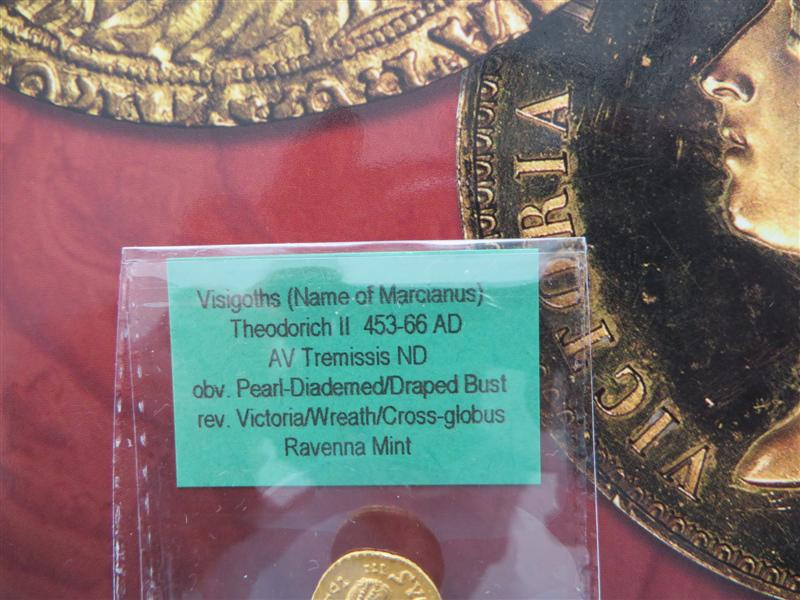 Visigoths (Name of Marcianus)
Theodorich II 453-66 AD
AV Tremissis ND
obv. Pearl-Diademed/Draped Bust
rev. Victoria/Wreath/Cross-globus
Ravenna Mint
VICTORIA